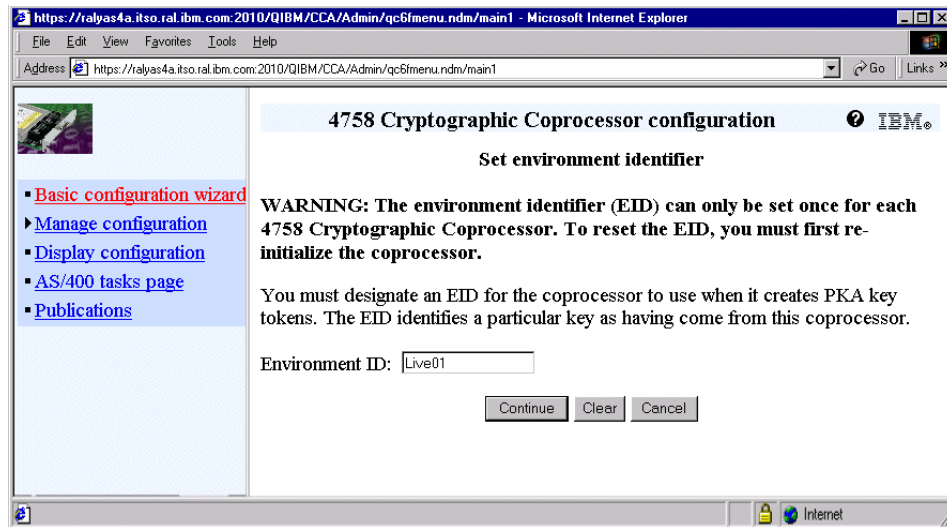 https://ralyas4a.itso.ral.ibm.com:2010/QIBM/CCA/Admin/qc6fmenu.ndm/main1 - Microsoft Internet Explorer
File Edit View Favorites Tools Help
Address https://ralyas4a.itso.ral.ibm.com:2010/QIBM/CCA/Admin/qc6fmenu.ndm/main1 Go Links »
4758 Cryptographic Coprocessor configuration ? IBM®
Set environment identifier
Basic configuration wizard
Manage configuration
Display configuration
AS/400 tasks page
Publications
WARNING: The environment identifier (EID) can only be set once for each
4758 Cryptographic Coprocessor. To reset the EID, you must first re-
initialize the coprocessor.
You must designate an EID for the coprocessor to use when it creates PKA key
tokens. The EID identifies a particular key as having come from this coprocessor.
Environment ID: Live01
Continue Clear Cancel
Internet